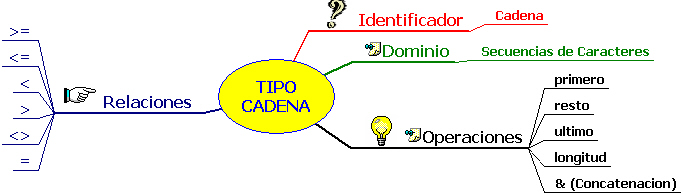 TIPO
CADENA
Identificador
Cadena
Dominio
Secuencias de Caracteres
Operaciones
primero
resto
ultimo
longitud
& (Concatenacion)
Relaciones
>=
<=
<
>
<>
=